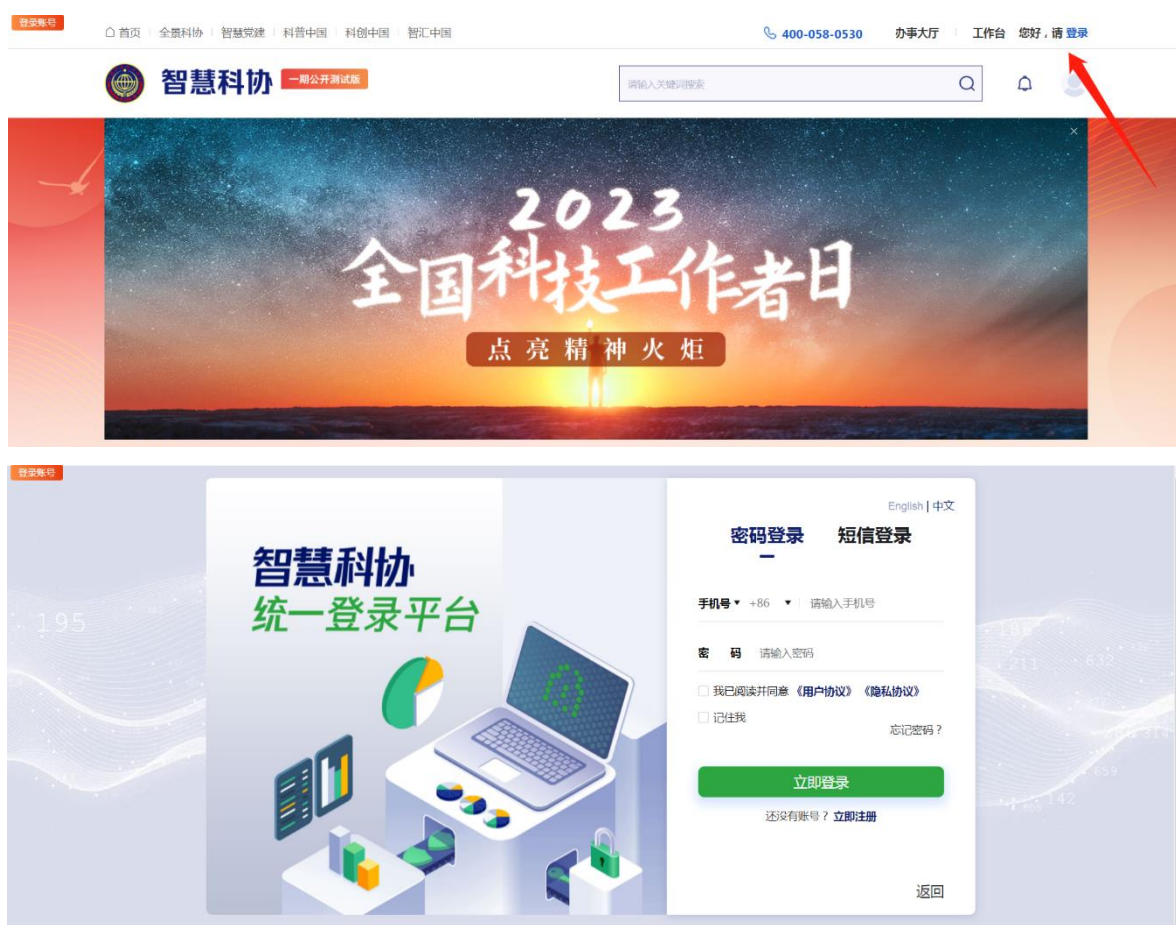 登录账号
首页 全景科协 智慧党建 科普中国 科创中国 智汇中国 400-058-0530 办事大厅 工作台 您好，请 登录
智慧科协 一期公开测试版 请输入关键词搜索
2023
全国科技工作者日
点亮精神火炬
登录账号
English | 中文
密码登录 短信登录
智慧科协
统一登录平台
手机号 +86 请输入手机号
195
密 码 请输入密码
211 632
我已阅读并同意 《用户协议》 《隐私协议》
记住我
忘记密码？
314
659
立即登录
142
还没有账号？立即注册
返回